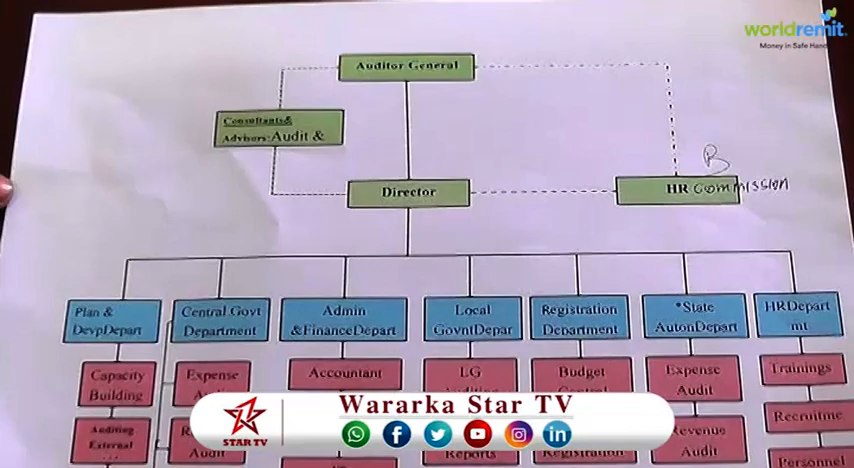 worldremit
Money in Safe Hand
Auditor General
Consultants&
Advisors:Audit &
Director
B
HR Commission
Plan &
DevpDepart
Central Govt
Department
Admin
&FinanceDepart
Local
GovntDepar
Registration
Department
*State
AutonDepart
HRDepart
mt
Capacity
Building
Expense
Accountant
LG
Budget
Expense
Audit
Trainings
Auditing
External
...
Audit
Reports
Registration
Revenue
Audit
Recruitme
Personnel
STAR TV
Wararka Star TV